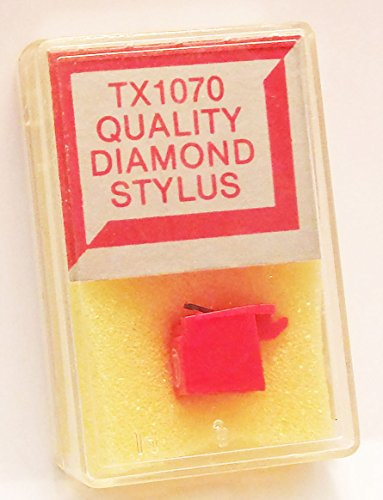 TX1070
QUALITY
DIAMOND
STYLUS